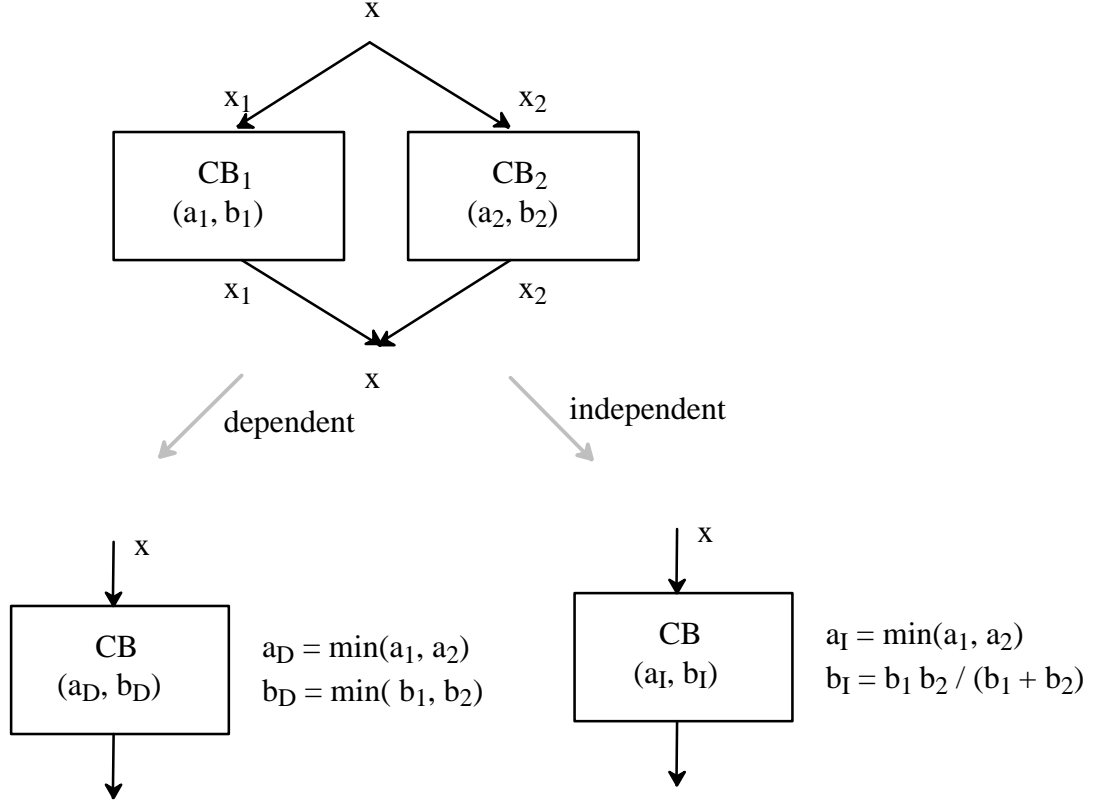 x
x1
x2
CB1
(a1, b1)
CB2
(a2, b2)
x1
x2
x
dependent
independent
x
CB
(aD, bD)
aD = min(a1, a2)
bD = min( b1, b2)
x
CB
(aI, bI)
aI = min(a1, a2)
bI = b1 b2 / (b1 + b2)